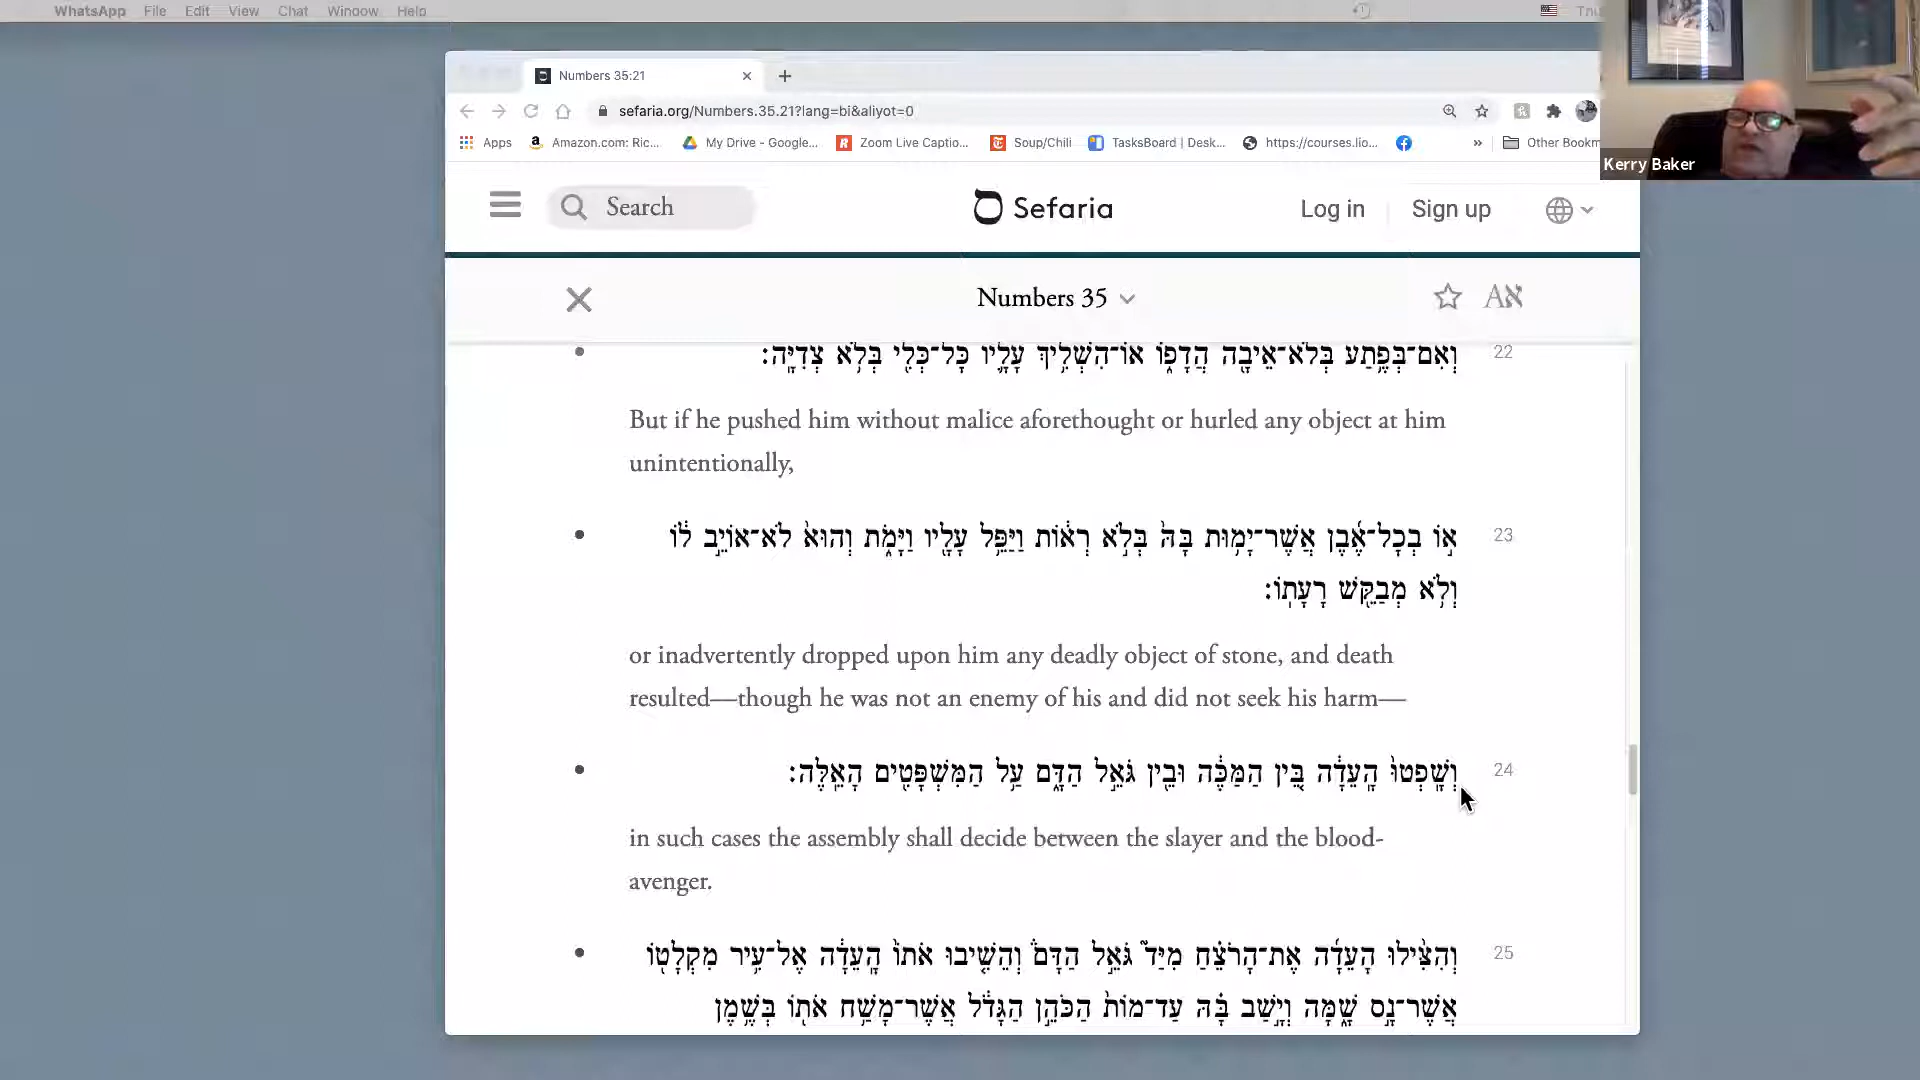 WhatsApp File Edit View Chat Window Help
Numbers 35:21
sefaria.org/Numbers.35.21?lang=bi&aliyot=0
Apps Amazon.com: Ric... My Drive - Google... Zoom Live Captio... Soup/Chili TasksBoard | Desk... https://courses.lio... » Other Bookm
Kerry Baker
Search Sefaria Log in Sign up
Numbers 35
22 וְאִם־בְּפֶ֥תַע בְּלֹא־אֵיבָ֖ה הֲדָפ֑וֹ אוֹ־הִשְׁלִ֥יךְ עָלָ֛יו כׇּל־כְּלִ֖י בְּלֹ֥א צְדִיָּֽה׃
But if he pushed him without malice aforethought or hurled any object at him
unintentionally,
23 א֣וֹ בְכׇל־אֶ֜בֶן אֲשֶׁר־יָמ֥וּת בָּהּ֙ בְּלֹ֣א רְא֔וֹת וַיַּפֵּ֥ל עָלָ֖יו וַיָּמֹ֑ת וְהוּא֙ לֹא־אוֹיֵ֣ב ל֔וֹ
וְלֹ֥א מְבַקֵּ֖שׁ רָעָתֽוֹ׃
or inadvertently dropped upon him any deadly object of stone, and death
resulted—though he was not an enemy of his and did not seek his harm—
24 וְשָֽׁפְטוּ֙ הָֽעֵדָ֔ה בֵּ֚ין הַמַּכֶּ֔ה וּבֵ֖ין גֹּאֵ֣ל הַדָּ֑ם עַ֥ל הַמִּשְׁפָּטִ֖ים הָאֵֽלֶּה׃
in such cases the assembly shall decide between the slayer and the blood-
avenger.
25 וְהִצִּ֨ילוּ הָעֵדָ֜ה אֶת־הָרֹצֵ֗חַ מִיַּד֮ גֹּאֵ֣ל הַדָּם֒ וְהֵשִׁ֤יבוּ אֹתוֹ֙ הָֽעֵדָ֔ה אֶל־עִ֥יר מִקְלָט֖וֹ
אֲשֶׁר־נָ֣ס שָׁ֑מָּה וְיָ֣שַׁב בָּ֗הּ עַד־מוֹת֙ הַכֹּהֵ֣ן הַגָּדֹ֔ל אֲשֶׁר־מָשַׁ֥ח אֹת֖וֹ בְּשֶׁ֥מֶן